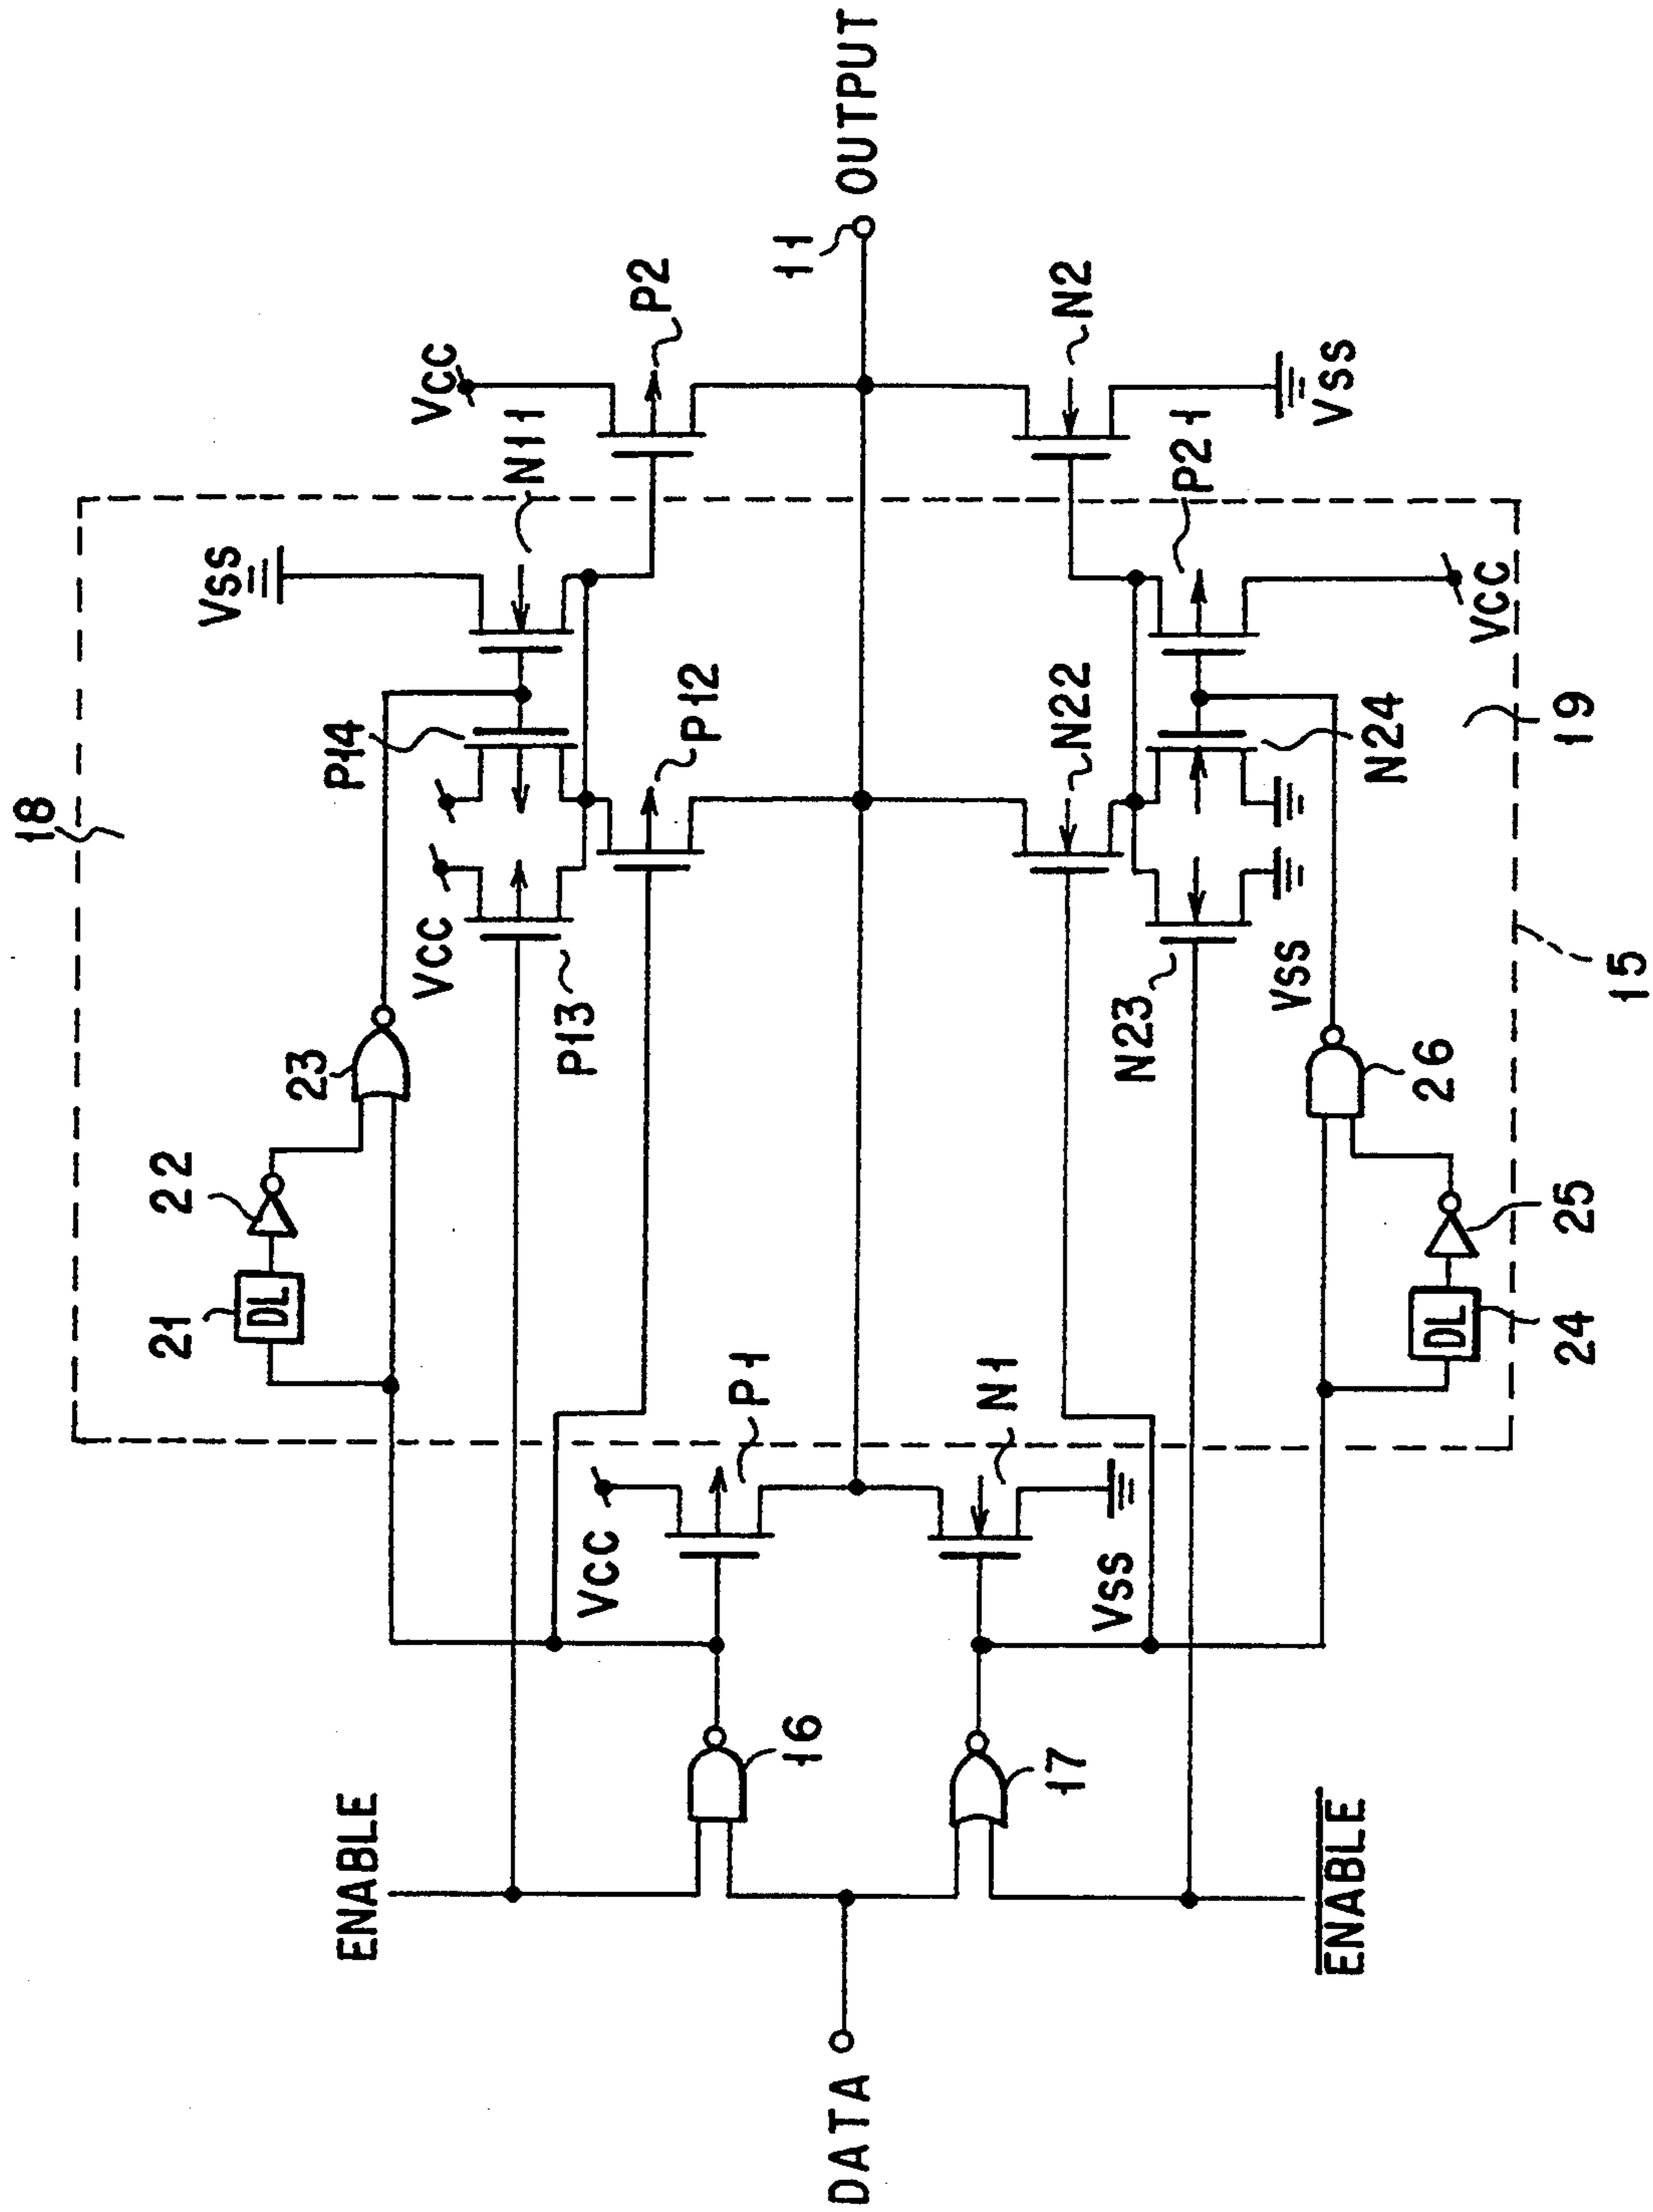 18
VSS
N11
VCC
P2
P14
VCC
P12
P13
23
22
21
DL
11
OUTPUT
N2
VSS
P21
N22
VCC
N24
19
N23
VSS
26
15
25
DL
24
ENABLE
VCC
P1
N1
VSS
16
17
DATA
ENABLE